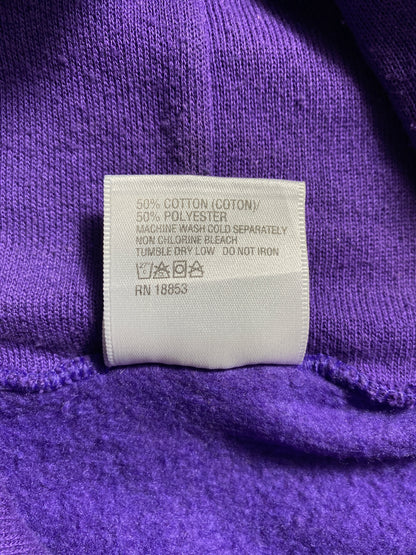 50% COTTON (COTON)/
50% POLYESTER
MACHINE WASH COLD SEPARATELY
NON CHLORINE BLEACH
TUMBLE DRY LOW DO NOT IRON
RN 18853